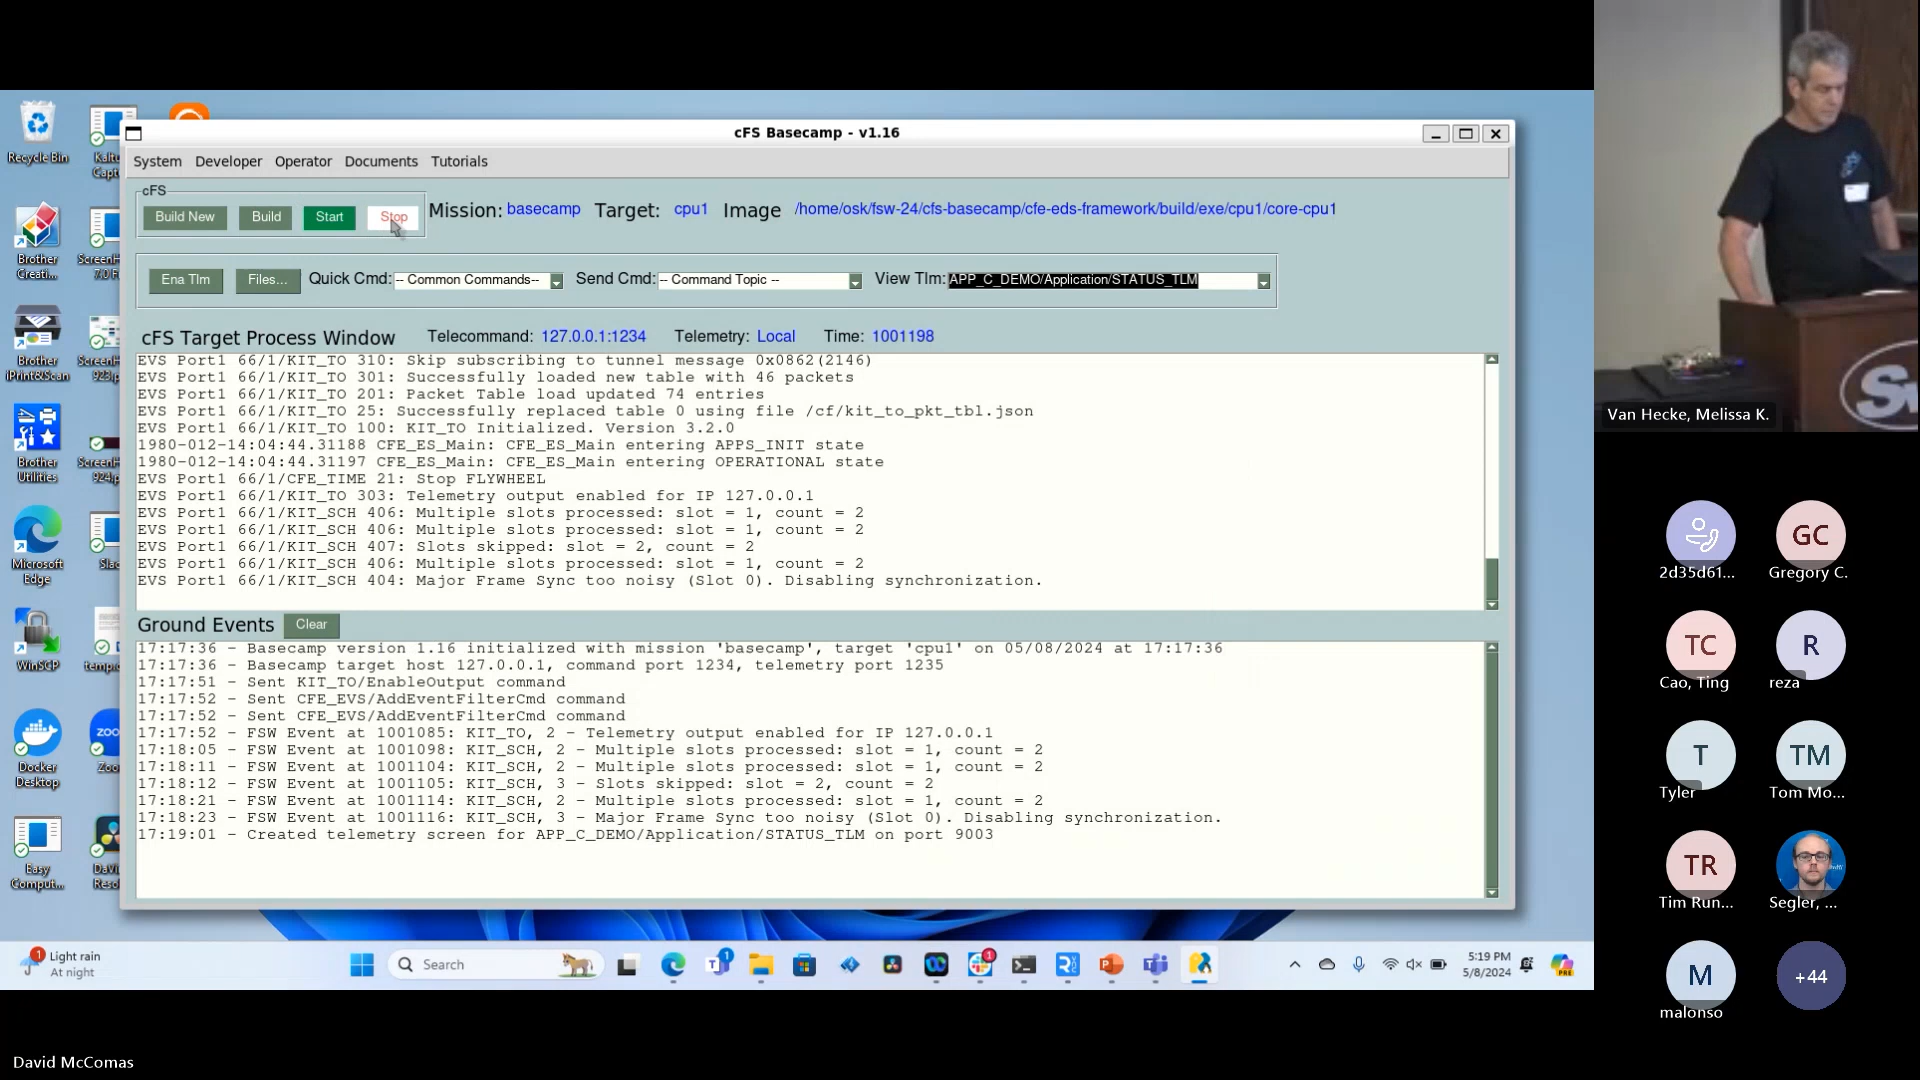 cFS Basecamp - v1.16
System Developer Operator Documents Tutorials
cFS
Build New Build Start Stop
Mission: basecamp Target: cpu1 Image /home/osk/fsw-24/cfs-basecamp/cfe-eds-framework/build/exe/cpu1/core-cpu1
Ena Tlm Files... Quick Cmd: -- Common Commands-- Send Cmd: -- Command Topic -- View Tlm: APP_C_DEMO/Application/STATUS_TLM
cFS Target Process Window Telecommand: 127.0.0.1:1234 Telemetry: Local Time: 1001198
EVS Port1 66/1/KIT_TO 310: Skip subscribing to tunnel message 0x0862(2146)
EVS Port1 66/1/KIT_TO 301: Successfully loaded new table with 46 packets
EVS Port1 66/1/KIT_TO 201: Packet Table load updated 74 entries
EVS Port1 66/1/KIT_TO 25: Successfully replaced table 0 using file /cf/kit_to_pkt_tbl.json
EVS Port1 66/1/KIT_TO 100: KIT_TO Initialized. Version 3.2.0
1980-012-14:04:44.31188 CFE_ES_Main: CFE_ES_Main entering APPS_INIT state
1980-012-14:04:44.31197 CFE_ES_Main: CFE_ES_Main entering OPERATIONAL state
EVS Port1 66/1/CFE_TIME 21: Stop FLYWHEEL
EVS Port1 66/1/KIT_TO 303: Telemetry output enabled for IP 127.0.0.1
EVS Port1 66/1/KIT_SCH 406: Multiple slots processed: slot = 1, count = 2
EVS Port1 66/1/KIT_SCH 406: Multiple slots processed: slot = 1, count = 2
EVS Port1 66/1/KIT_SCH 407: Slots skipped: slot = 2, count = 2
EVS Port1 66/1/KIT_SCH 406: Multiple slots processed: slot = 1, count = 2
EVS Port1 66/1/KIT_SCH 404: Major Frame Sync too noisy (Slot 0). Disabling synchronization.
Ground Events Clear
17:17:36 - Basecamp version 1.16 initialized with mission 'basecamp', target 'cpu1' on 05/08/2024 at 17:17:36
17:17:36 - Basecamp target host 127.0.0.1, command port 1234, telemetry port 1235
17:17:51 - Sent KIT_TO/EnableOutput command
17:17:52 - Sent CFE_EVS/AddEventFilterCmd command
17:17:52 - Sent CFE_EVS/AddEventFilterCmd command
17:17:52 - FSW Event at 1001085: KIT_TO, 2 - Telemetry output enabled for IP 127.0.0.1
17:18:05 - FSW Event at 1001098: KIT_SCH, 2 - Multiple slots processed: slot = 1, count = 2
17:18:11 - FSW Event at 1001104: KIT_SCH, 2 - Multiple slots processed: slot = 1, count = 2
17:18:12 - FSW Event at 1001105: KIT_SCH, 3 - Slots skipped: slot = 2, count = 2
17:18:21 - FSW Event at 1001114: KIT_SCH, 2 - Multiple slots processed: slot = 1, count = 2
17:18:23 - FSW Event at 1001116: KIT_SCH, 3 - Major Frame Sync too noisy (Slot 0). Disabling synchronization.
17:19:01 - Created telemetry screen for APP_C_DEMO/Application/STATUS_TLM on port 9003
Recycle Bin
Brother
Creati...
Brother
iPrint&Scan
Brother
Utilities
Microsoft
Edge
WinSCP
Docker
Desktop
Easy
Comput...
1 Light rain
At night
Search
1
1
5:19 PM
5/8/2024
PRE
Van Hecke, Melissa K.
2d35d61...
GC
Gregory C.
TC
Cao, Ting
R
reza
T
Tyler
TM
Tom Mo...
TR
Tim Run...
Segler, ...
M
malonso
+44
David McComas